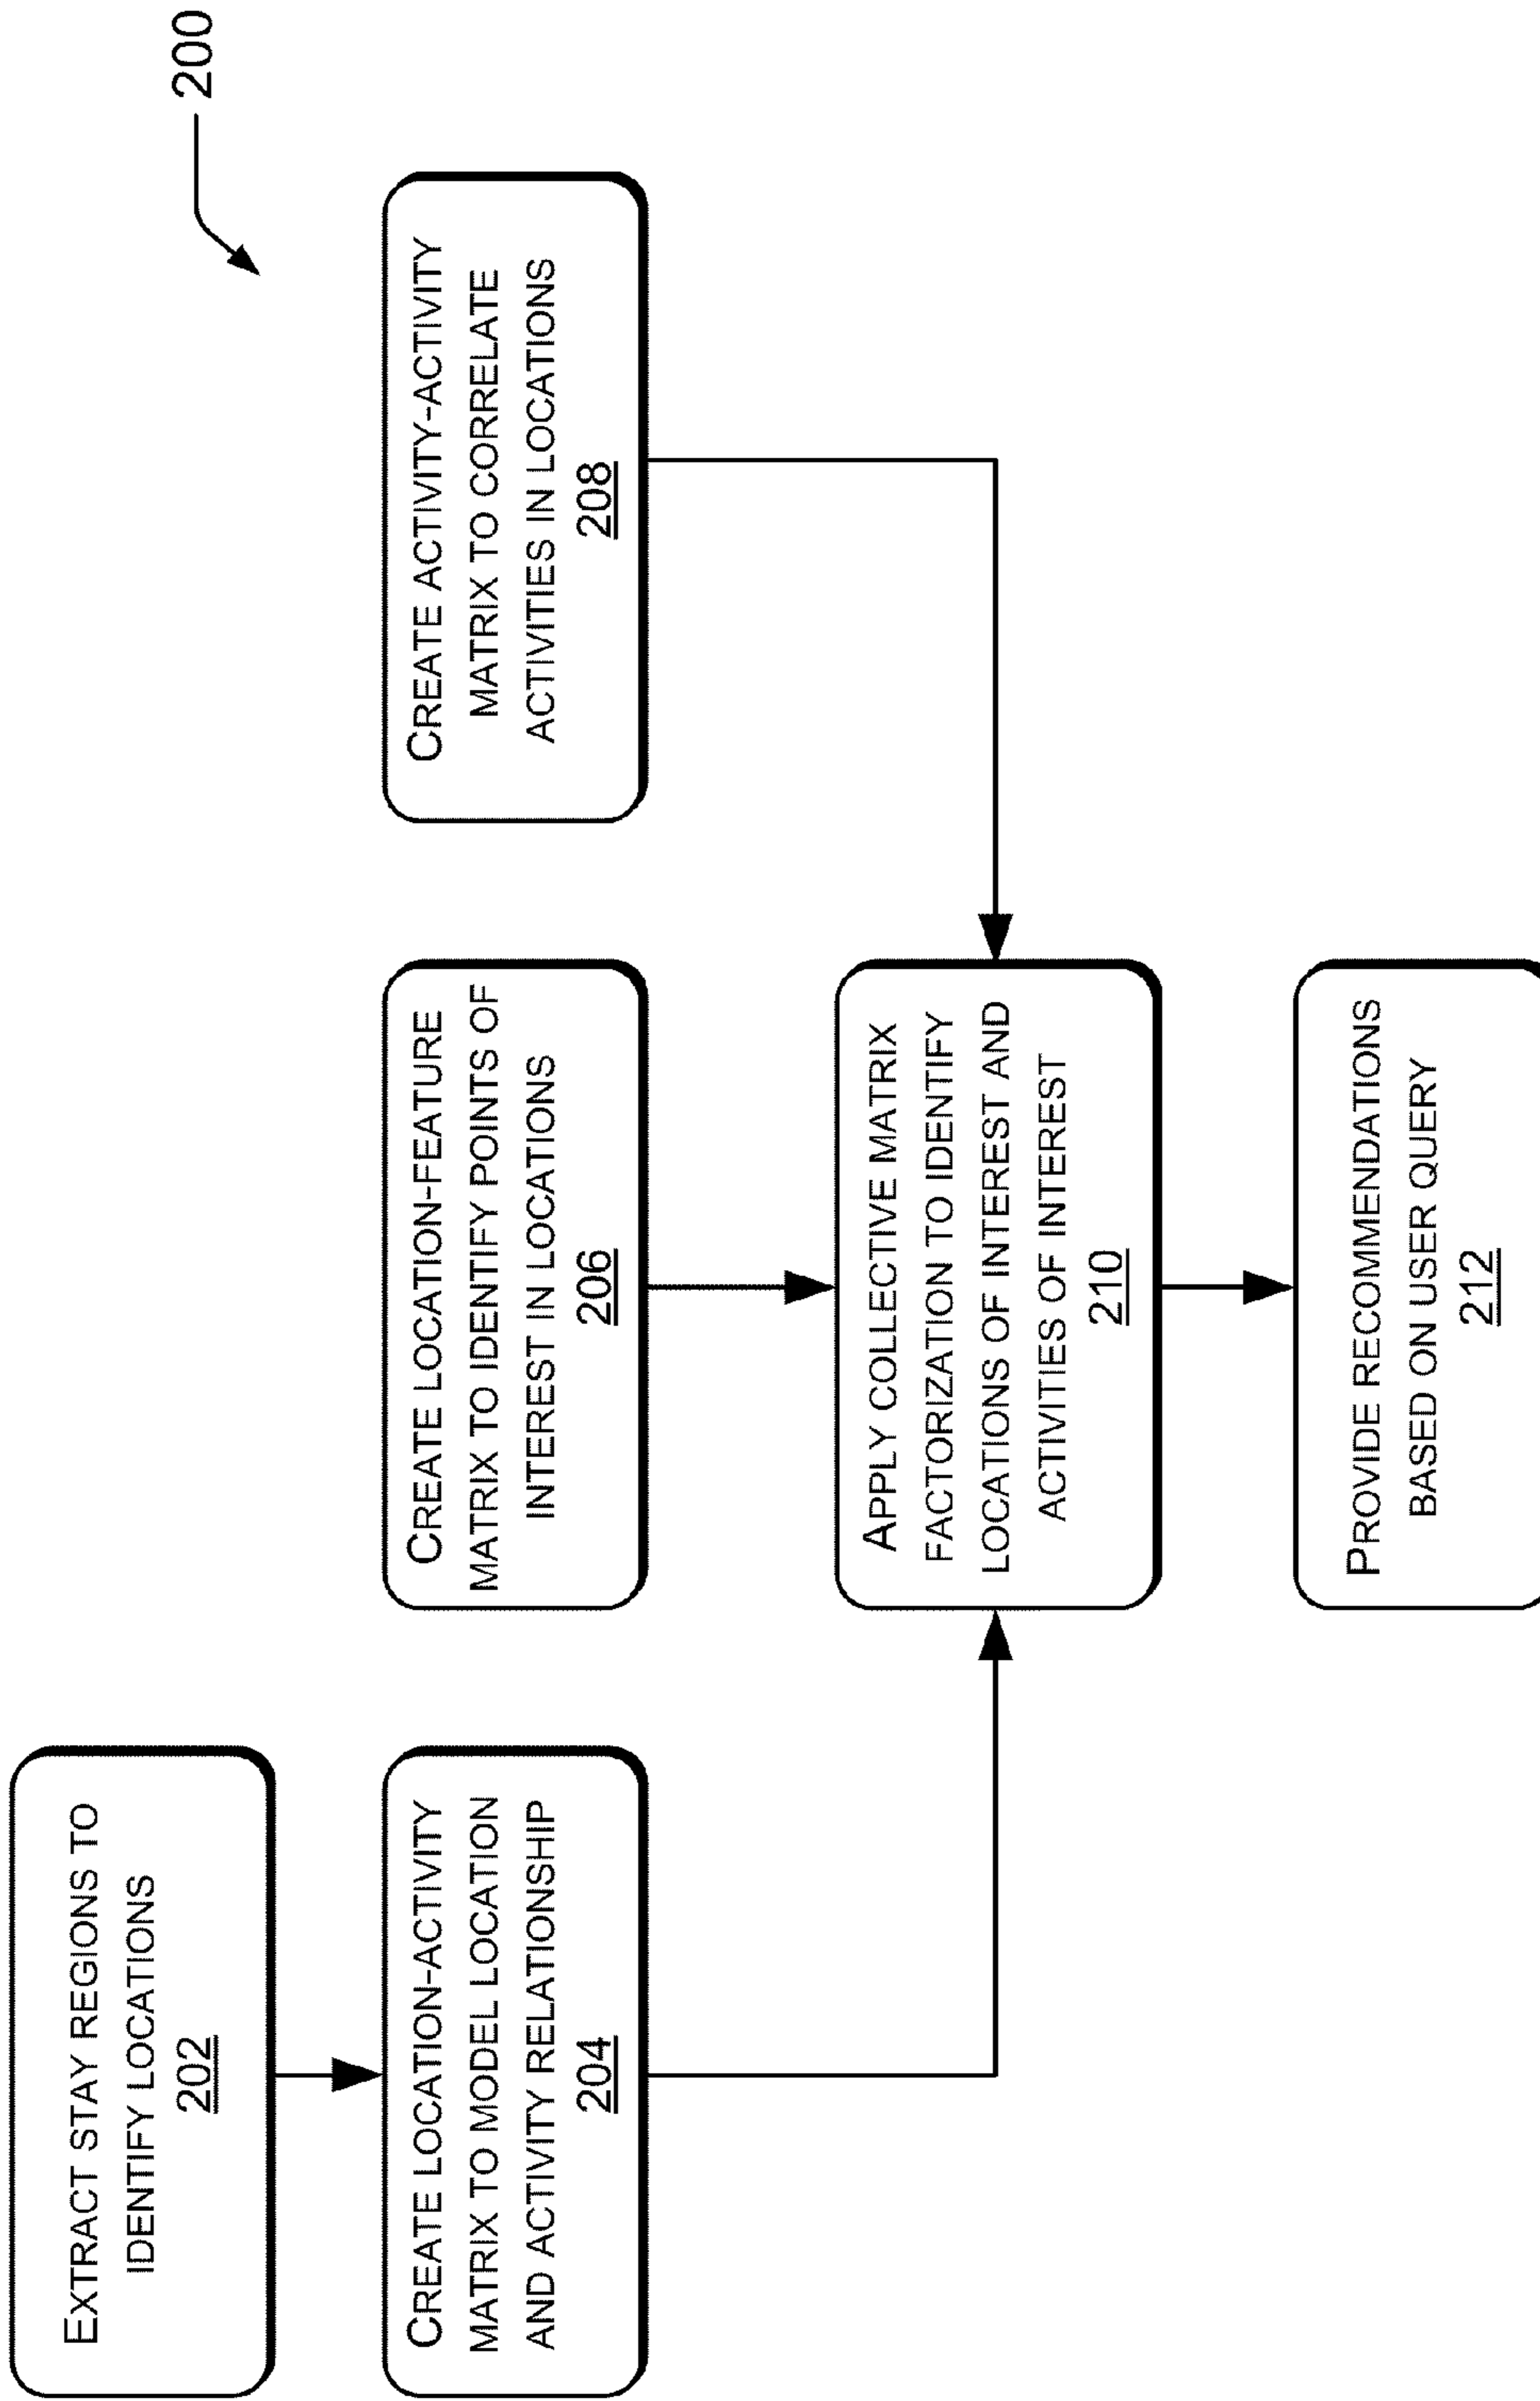 200
EXTRACT STAY REGIONS TO
IDENTIFY LOCATIONS
202
CREATE LOCATION-ACTIVITY
MATRIX TO MODEL LOCATION
AND ACTIVITY RELATIONSHIP
204
CREATE LOCATION-FEATURE
MATRIX TO IDENTIFY POINTS OF
INTEREST IN LOCATIONS
206
CREATE ACTIVITY-ACTIVITY
MATRIX TO CORRELATE
ACTIVITIES IN LOCATIONS
208
APPLY COLLECTIVE MATRIX
FACTORIZATION TO IDENTIFY
LOCATIONS OF INTEREST AND
ACTIVITIES OF INTEREST
210
PROVIDE RECOMMENDATIONS
BASED ON USER QUERY
212